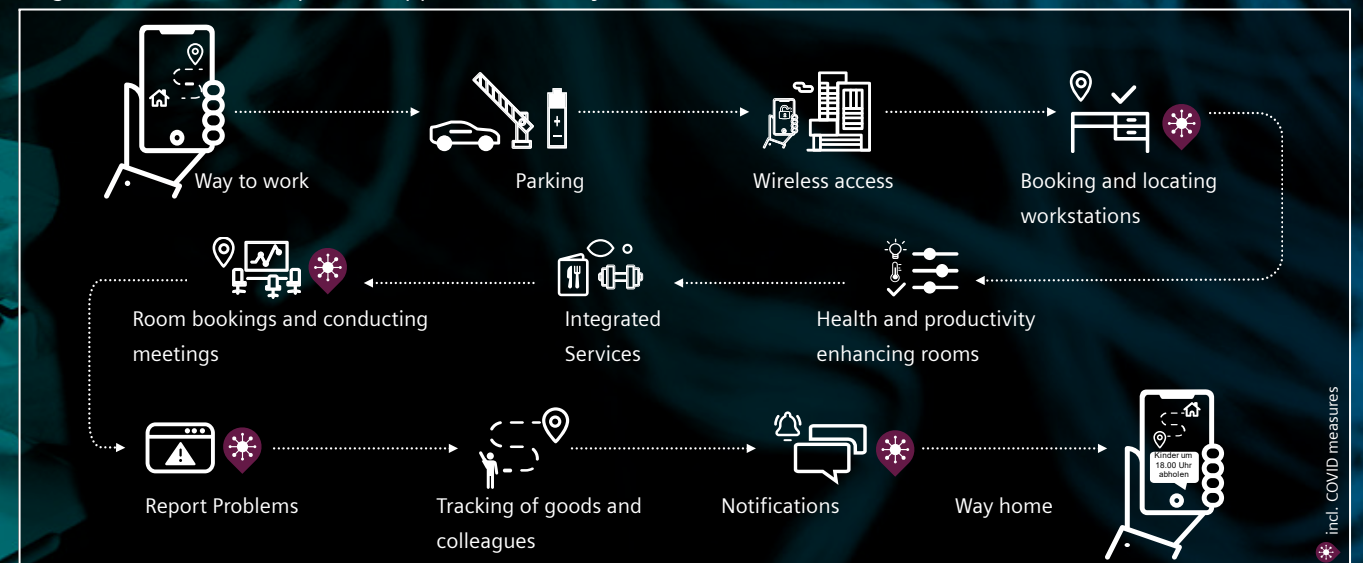 Way to work
Parking
Wireless access
Booking and locating
workstations
Room bookings and conducting
meetings
Integrated
Services
Health and productivity
enhancing rooms
Report Problems
Tracking of goods and
colleagues
Notifications
Way home
Kinder um
18.00 Uhr
abholen
incl. COVID measures